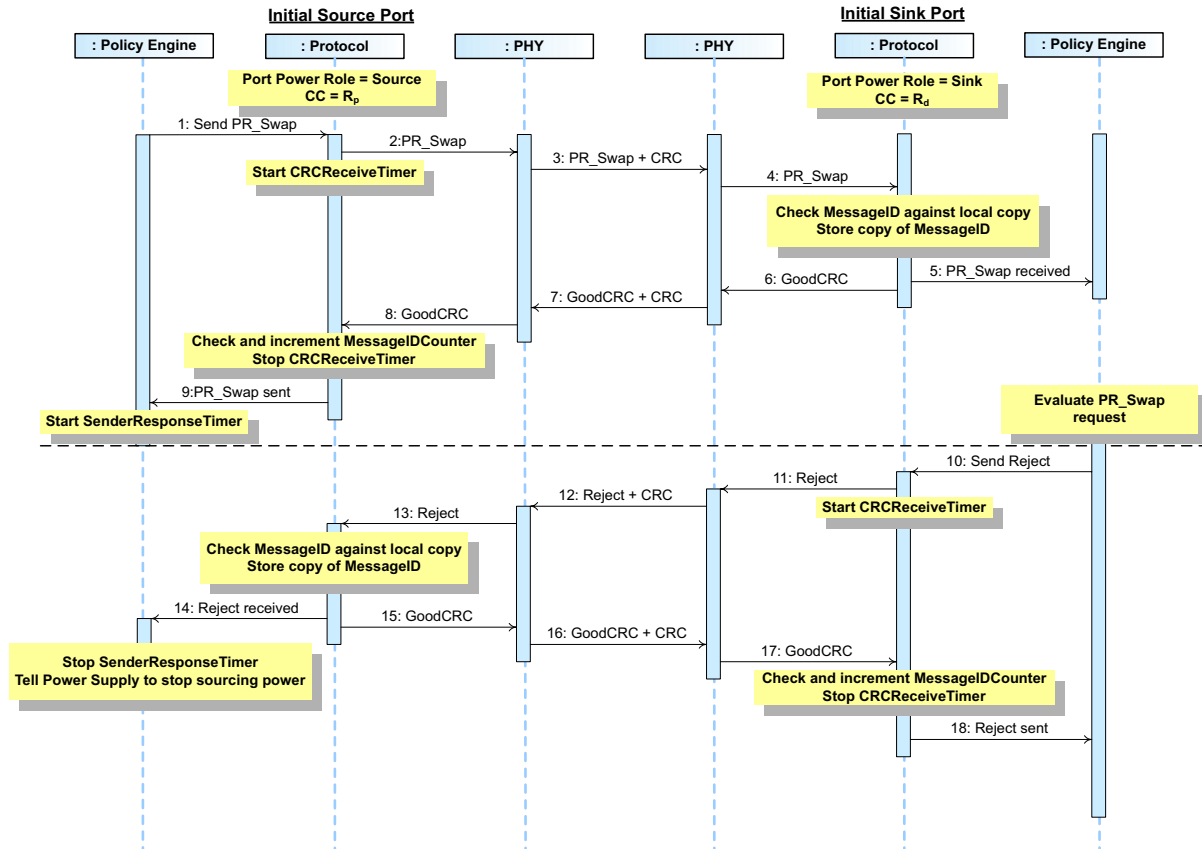 Initial Source Port
Initial Sink Port
: Policy Engine
: Protocol
: PHY
: PHY
: Protocol
: Policy Engine
Port Power Role = Source
CC = Rp
Port Power Role = Sink
CC = Rd
1: Send PR_Swap
2:PR_Swap
Start CRCReceiveTimer
3: PR_Swap + CRC
4: PR_Swap
Check MessageID against local copy
Store copy of MessageID
5: PR_Swap received
6: GoodCRC
7: GoodCRC + CRC
8: GoodCRC
Check and increment MessageIDCounter
Stop CRCReceiveTimer
9:PR_Swap sent
Start SenderResponseTimer
Evaluate PR_Swap
request
10: Send Reject
11: Reject
Start CRCReceiveTimer
12: Reject + CRC
13: Reject
Check MessageID against local copy
Store copy of MessageID
14: Reject received
15: GoodCRC
16: GoodCRC + CRC
17: GoodCRC
Stop SenderResponseTimer
Tell Power Supply to stop sourcing power
Check and increment MessageIDCounter
Stop CRCReceiveTimer
18: Reject sent